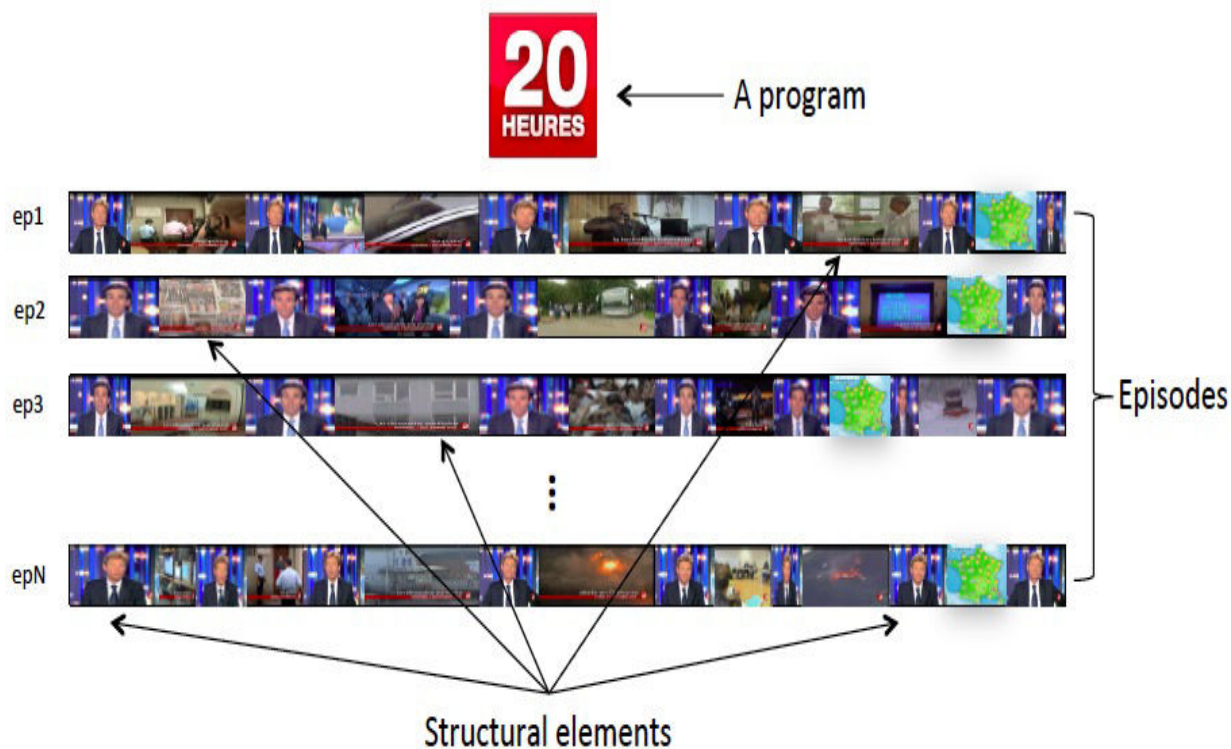 20
HEURES
A program
ep1
ep2
ep3
Episodes
⋮
epN
Structural elements